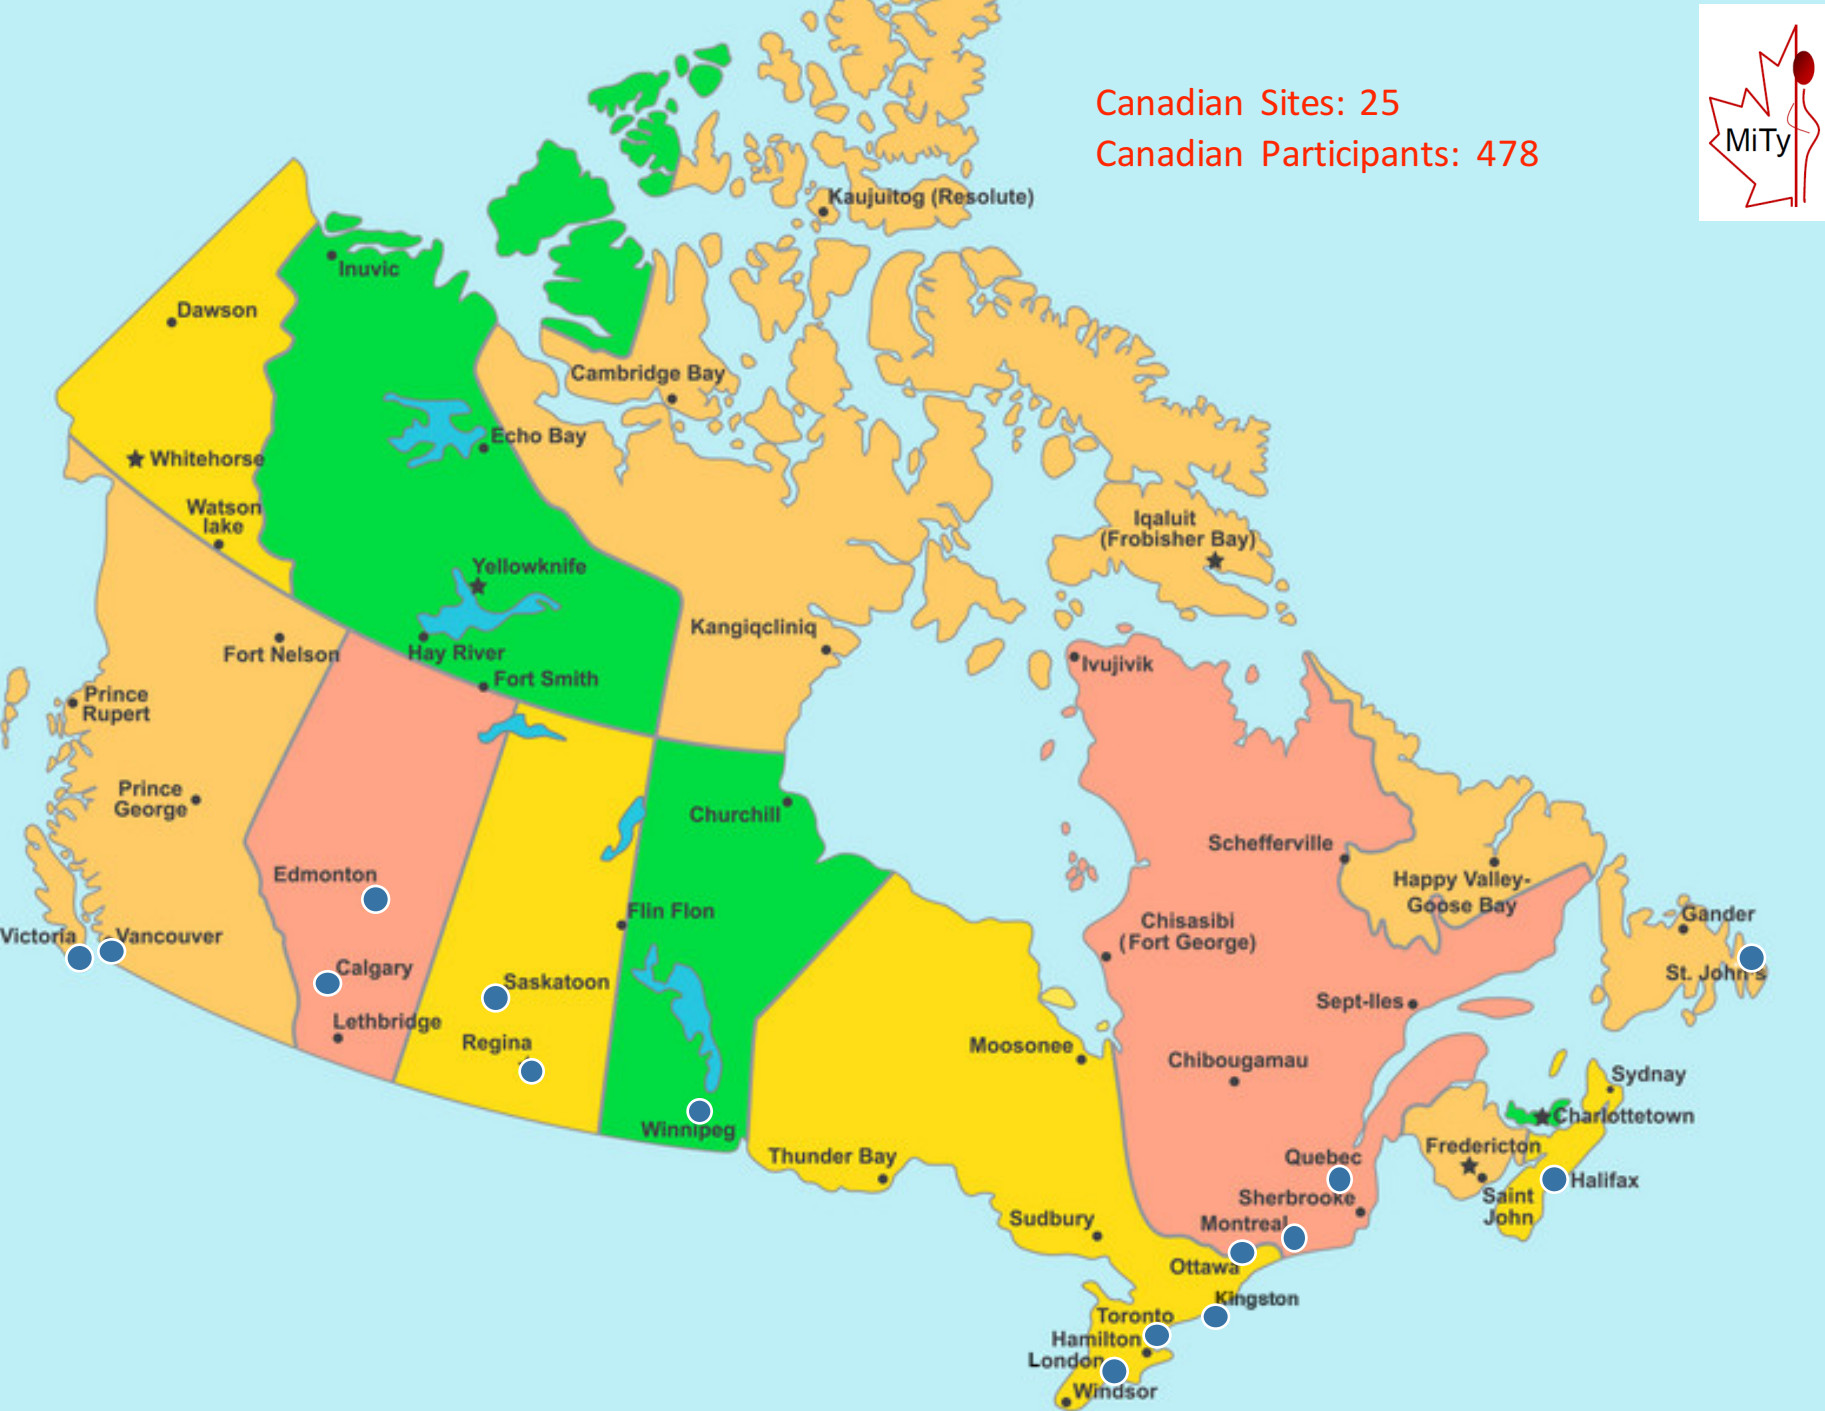 Canadian Sites: 25
Canadian Participants: 478
MiTy
Kaujuitog (Resolute)
Inuvic
Dawson
Cambridge Bay
Echo Bay
Whitehorse
Watson
lake
Iqaluit
(Frobisher Bay)
Yellowknife
Kangiqcliniq
Fort Nelson
Hay River
Fort Smith
Ivujivik
Prince
Rupert
Prince
George
Churchill
Schefferville
Edmonton
Happy Valley-
Goose Bay
Flin Flon
Gander
Chisasibi
(Fort George)
Victoria
Vancouver
Calgary
St. John's
Saskatoon
Sept-Iles
Lethbridge
Regina
Moosonee
Chibougamau
Sydnay
Charlottetown
Winnipeg
Fredericton
Thunder Bay
Quebec
Halifax
Sherbrooke
Saint
John
Sudbury
Montreal
Ottawa
Kingston
Toronto
Hamilton
London
Windsor